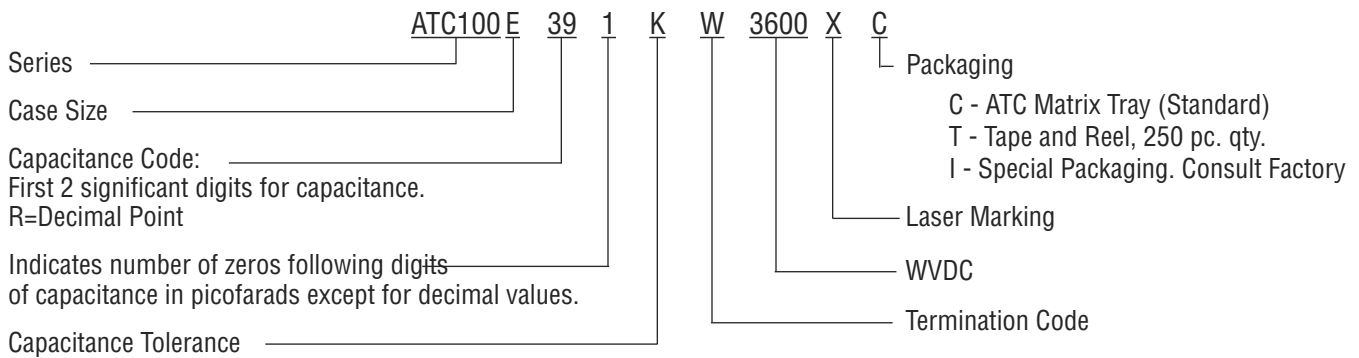 ATC100 E 39 1 K W 3600 X C
Series
Case Size
Capacitance Code:
First 2 significant digits for capacitance.
R=Decimal Point
Indicates number of zeros following digits
of capacitance in picofarads except for decimal values.
Capacitance Tolerance
Packaging
C - ATC Matrix Tray (Standard)
T - Tape and Reel, 250 pc. qty.
I - Special Packaging. Consult Factory
Laser Marking
WVDC
Termination Code